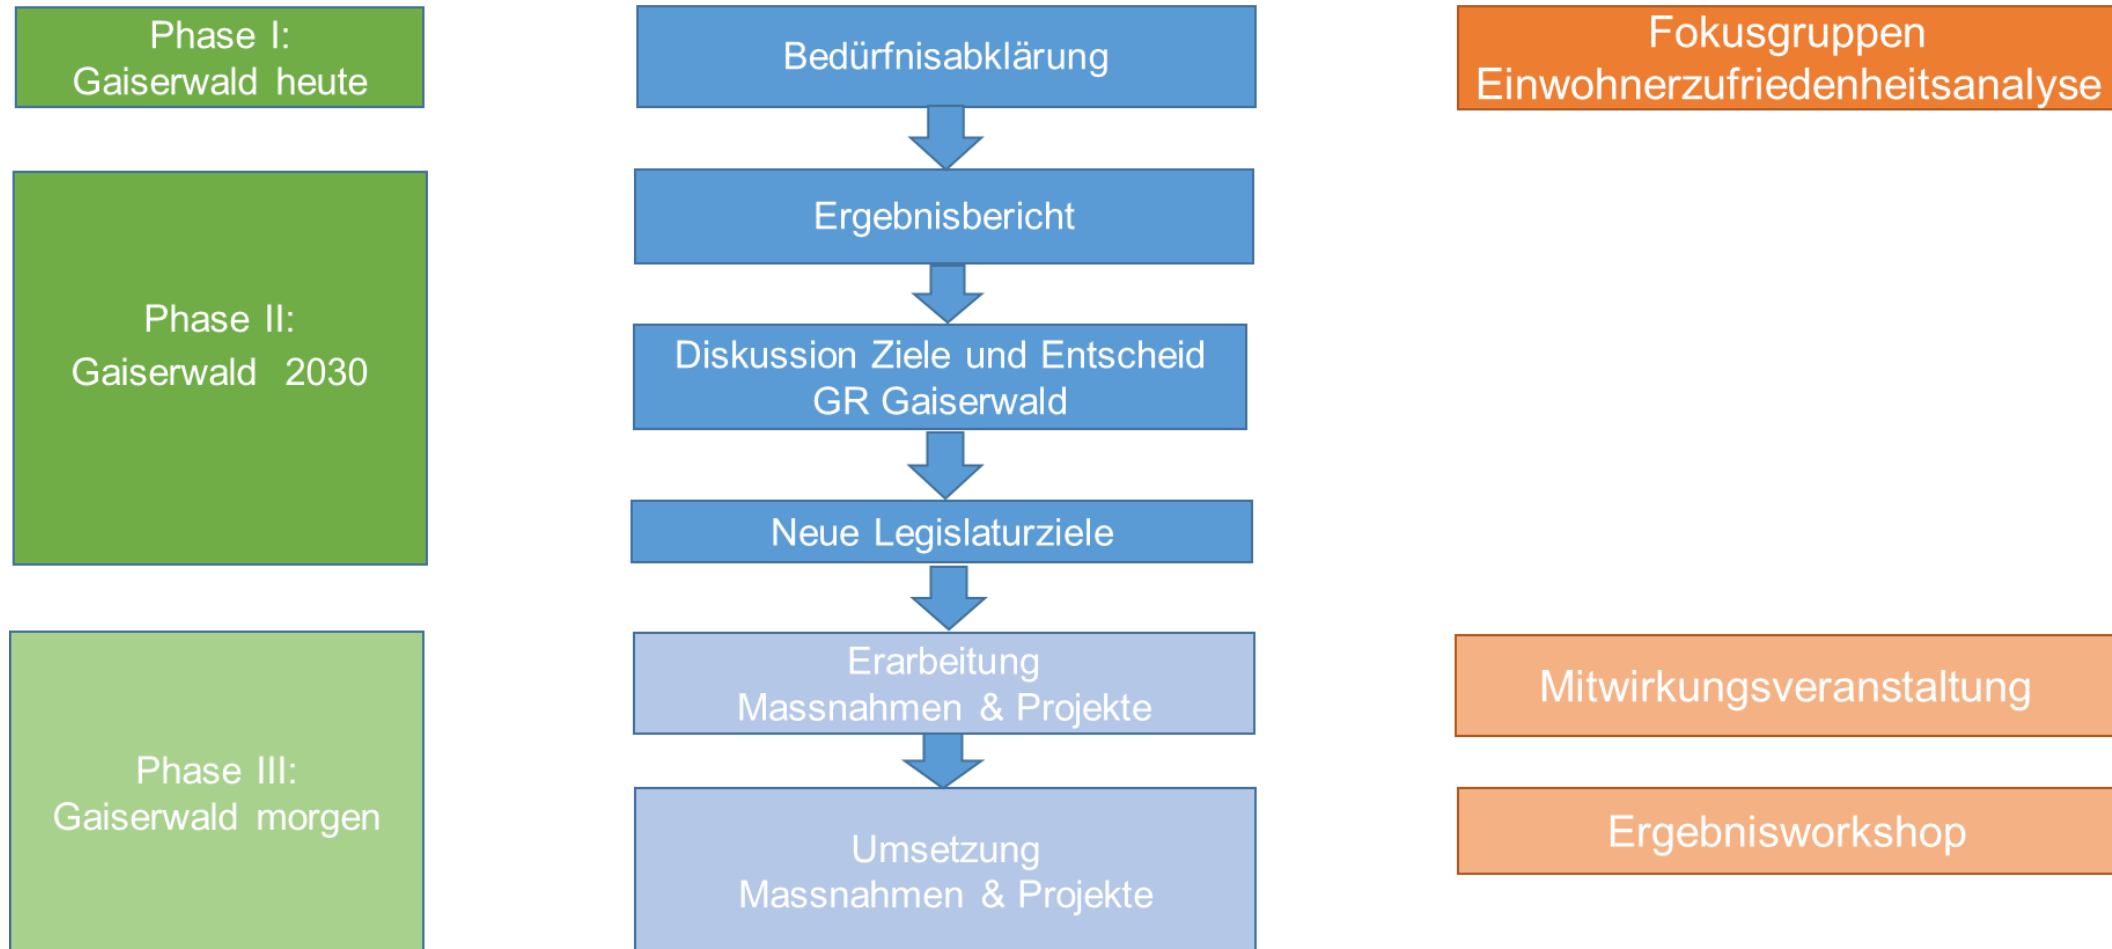 Phase I:
Gaiserwald heute
Bedürfnisabklärung
Fokusgruppen
Einwohnerzufriedenheitsanalyse
Phase II:
Gaiserwald 2030
Ergebnisbericht
Diskussion Ziele und Entscheid
GR Gaiserwald
Neue Legislaturziele
Phase III:
Gaiserwald morgen
Erarbeitung
Massnahmen & Projekte
Mitwirkungsveranstaltung
Umsetzung
Massnahmen & Projekte
Ergebnisworkshop